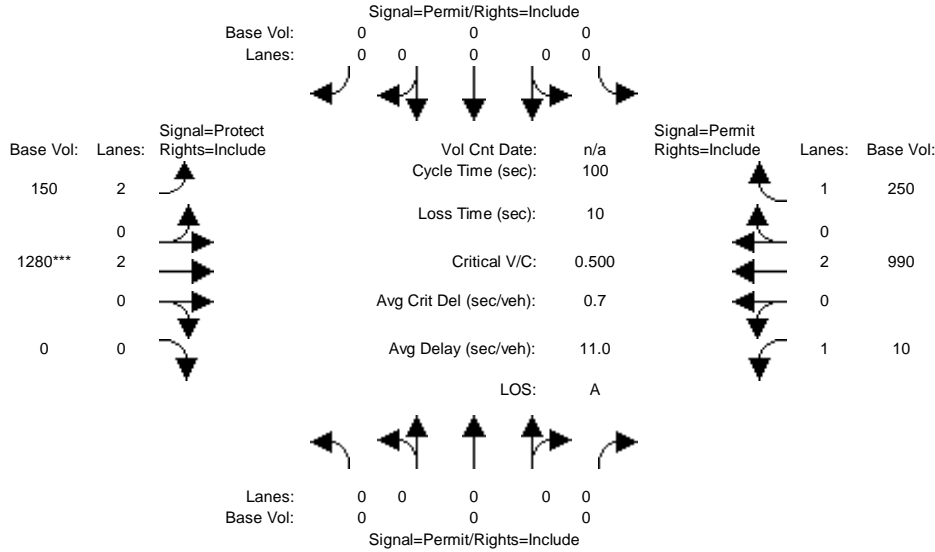 Signal=Permit/Rights=Include
Base Vol: 0 0 0
Lanes: 0 0 0 0 0
Signal=Protect
Base Vol: Lanes: Rights=Include
Vol Cnt Date: n/a
Signal=Permit
Rights=Include Lanes: Base Vol:
150 2
Cycle Time (sec): 100
1 250
0
Loss Time (sec): 10
0
1280*** 2
Critical V/C: 0.500
2 990
0
Avg Crit Del (sec/veh): 0.7
0
0 0
Avg Delay (sec/veh): 11.0
1 10
LOS: A
Lanes: 0 0 0 0 0
Base Vol: 0 0 0
Signal=Permit/Rights=Include